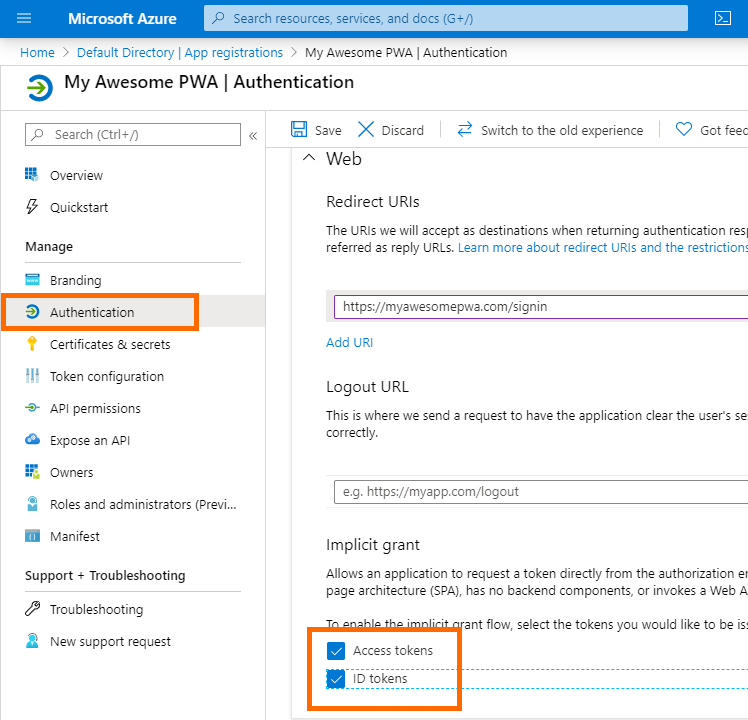 Microsoft Azure
Search resources, services, and docs (G+/)
Home > Default Directory | App registrations > My Awesome PWA | Authentication
My Awesome PWA | Authentication
Search (Ctrl+/)
«
Overview
Quickstart
Manage
Branding
Authentication
Certificates & secrets
Token configuration
API permissions
Expose an API
Owners
Roles and administrators (Previ...
Manifest
Support + Troubleshooting
Troubleshooting
New support request
Save
Discard
Switch to the old experience
Got feed
Web
Redirect URIs
The URIs we will accept as destinations when returning authentication resp
referred as reply URLs. Learn more about redirect URIs and the restrictions
https://myawesomepwa.com/signin
Add URI
Logout URL
This is where we send a request to have the application clear the user's se
correctly.
e.g. https://myapp.com/logout
Implicit grant
Allows an application to request a token directly from the authorization en
page architecture (SPA), has no backend components, or invokes a Web A
To enable the implicit grant flow, select the tokens you would like to be iss
Access tokens
ID tokens